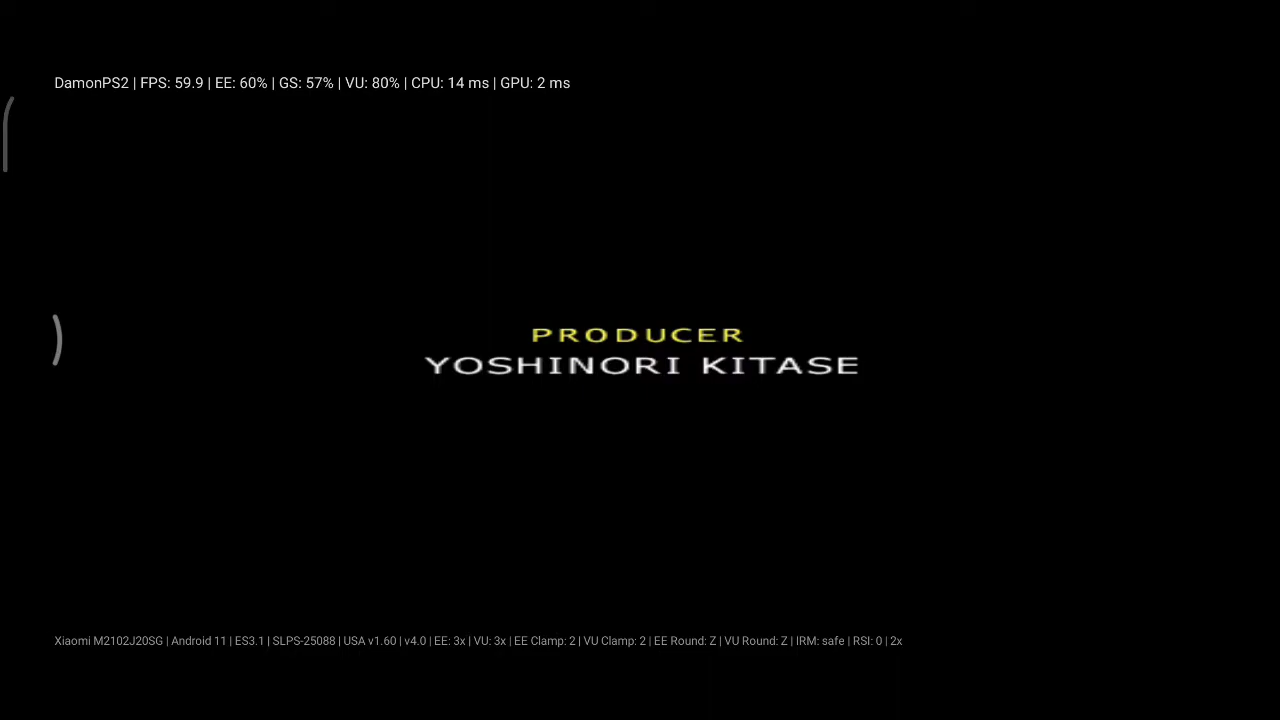 DamonPS2 | FPS: 59.9 | EE: 60% | GS: 57% | VU: 80% | CPU: 14 ms | GPU: 2 ms
PRODUCER
YOSHINORI KITASE
Xiaomi M2102J20SG | Android 11 | ES3.1 | SLPS-25088 | USA v1.60 | v4.0 | EE: 3x | VU: 3x | EE Clamp: 2 | VU Clamp: 2 | EE Round: Z | VU Round: Z | IRM: safe | RSI: 0 | 2x